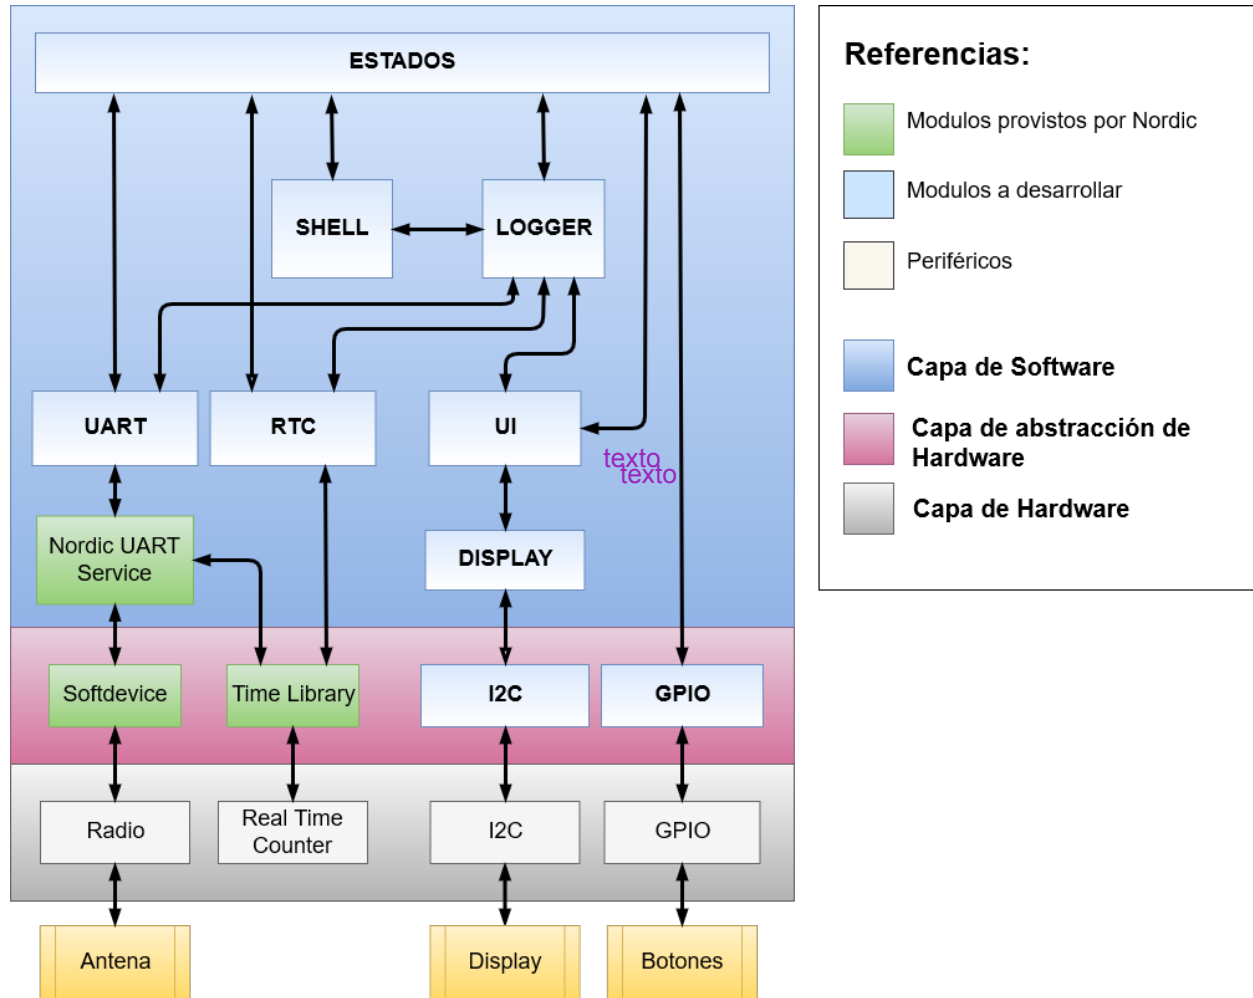 ESTADOS
SHELL
LOGGER
UART
RTC
UI
texto
texto
Nordic UART
Service
DISPLAY
Softdevice
Time Library
I2C
GPIO
Radio
Real Time
Counter
I2C
GPIO
Antena
Display
Botones
Referencias:
Modulos provistos por Nordic
Modulos a desarrollar
Periféricos
Capa de Software
Capa de abstracción de
Hardware
Capa de Hardware